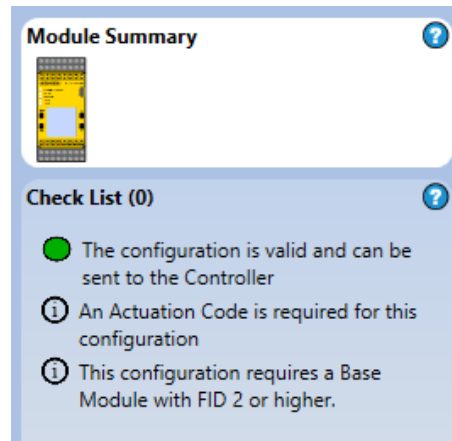 Module Summary
Check List (0)
The configuration is valid and can be
sent to the Controller
An Actuation Code is required for this
configuration
This configuration requires a Base
Module with FID 2 or higher.